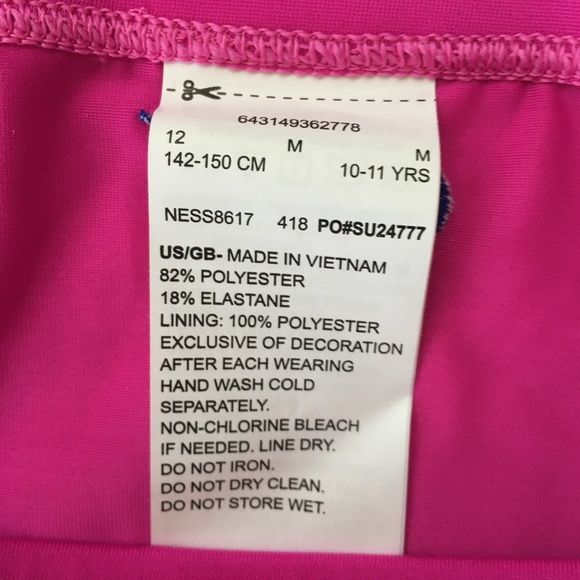 643149362778
12 M M
142-150 CM 10-11 YRS
NESS8617 418 PO#SU24777
US/GB- MADE IN VIETNAM
82% POLYESTER
18% ELASTANE
LINING: 100% POLYESTER
EXCLUSIVE OF DECORATION
AFTER EACH WEARING
HAND WASH COLD
SEPARATELY.
NON-CHLORINE BLEACH
IF NEEDED. LINE DRY.
DO NOT IRON.
DO NOT DRY CLEAN.
DO NOT STORE WET.